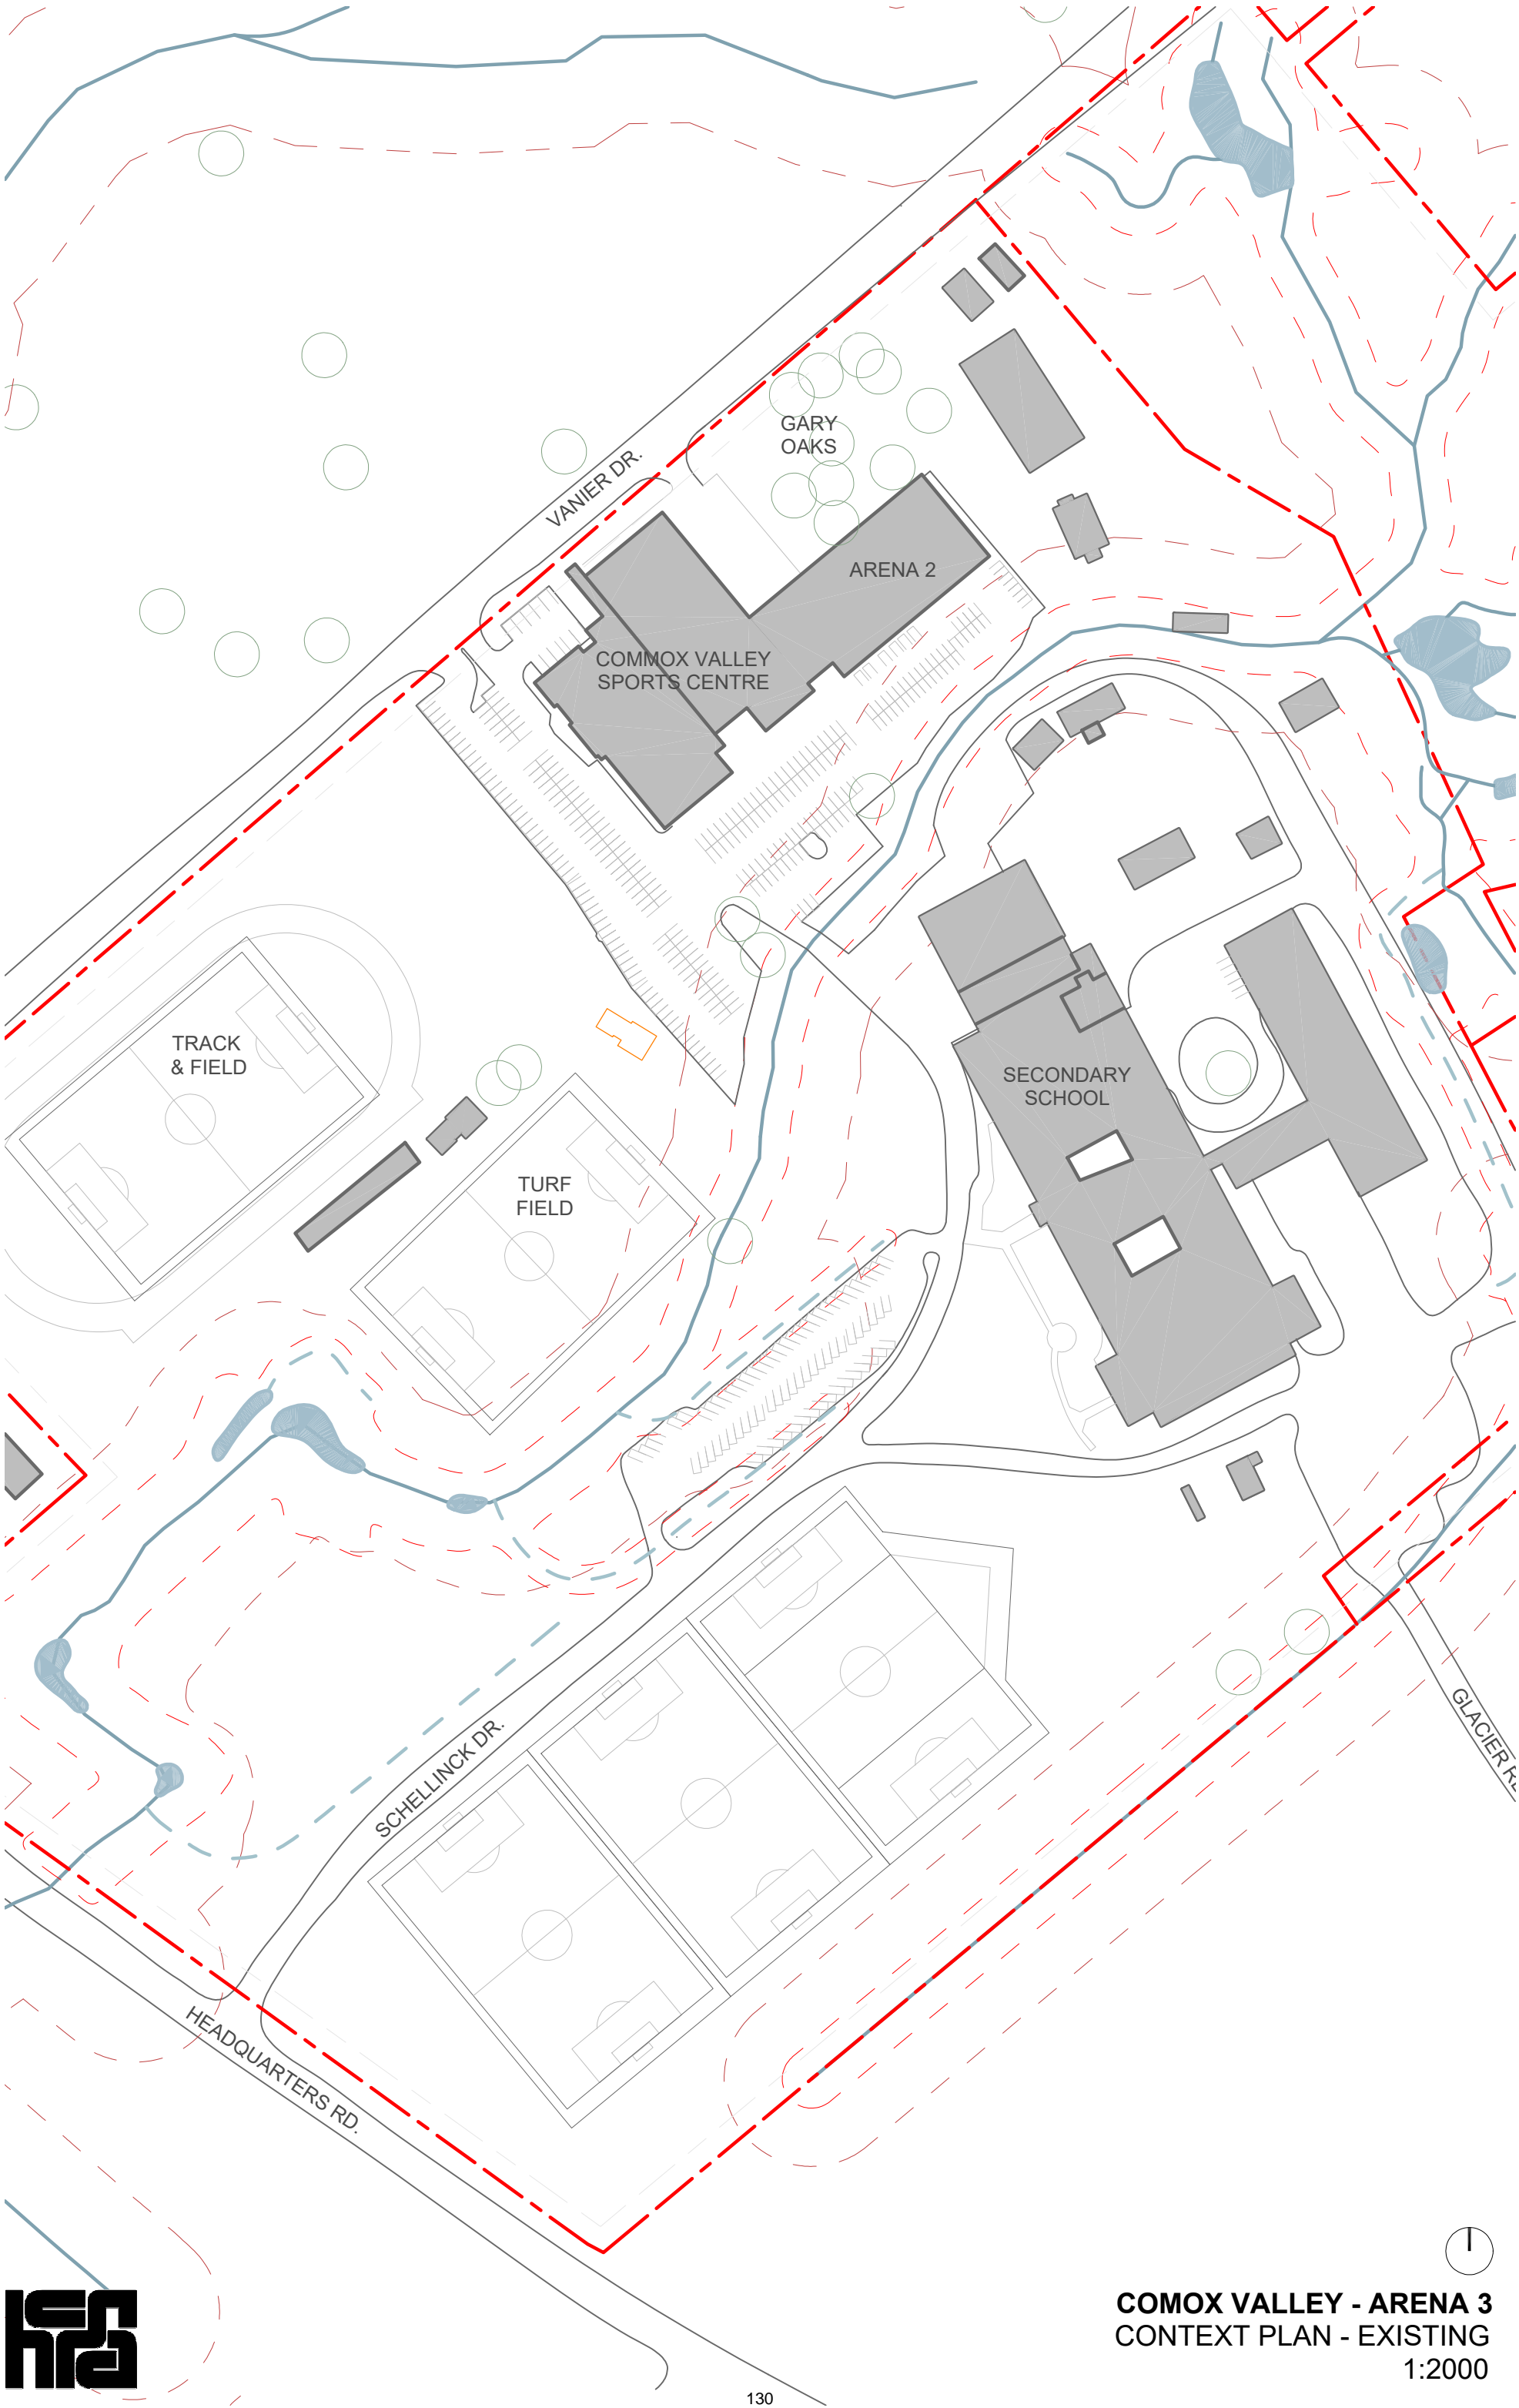 GARY
OAKS
VANIER DR.
ARENA 2
COMMOX VALLEY
SPORTS CENTRE
TRACK
& FIELD
SECONDARY
SCHOOL
TURF
FIELD
GLACIER RD
SCHELLINCK DR.
HEADQUARTERS RD.
COMOX VALLEY - ARENA 3
CONTEXT PLAN - EXISTING
1:2000
130